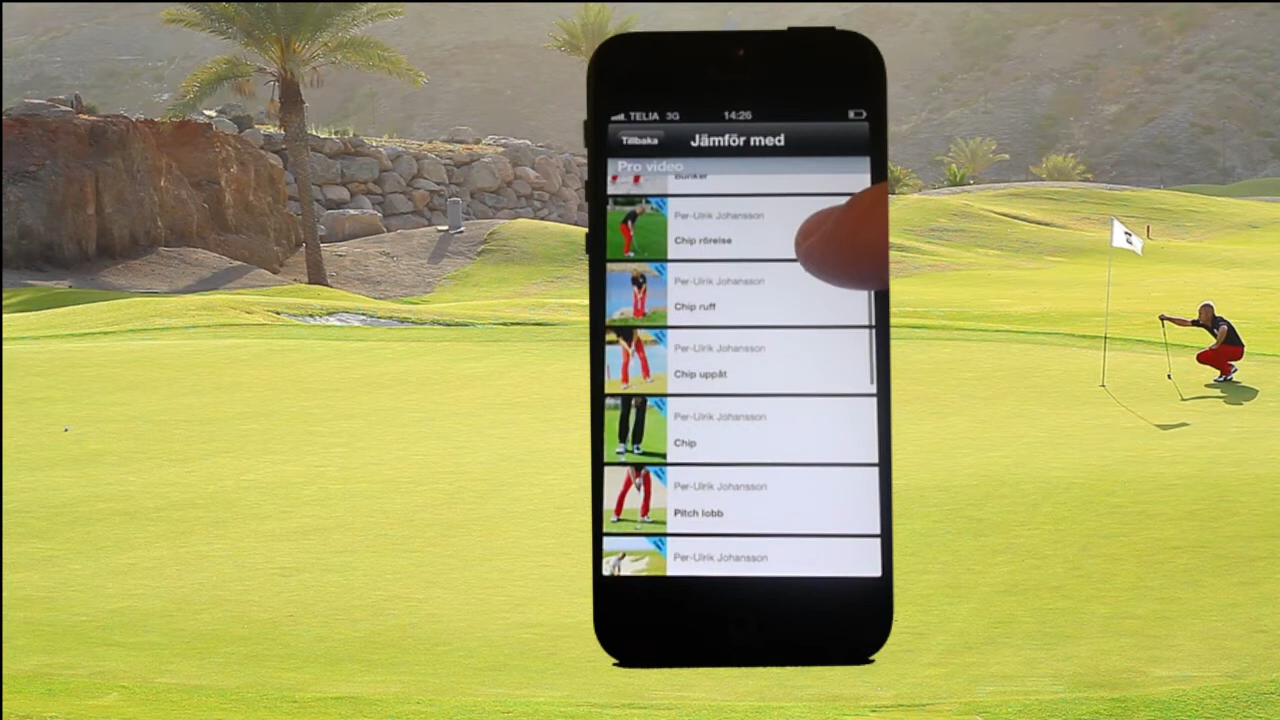 TELIA 3G 14:26
Tillbaka Jämför med
Pro video
Bunker
Per-Ulrik Johansson
Chip rörelse
Per-Ulrik Johansson
Chip ruff
Per-Ulrik Johansson
Chip uppåt
Per-Ulrik Johansson
Chip
Per-Ulrik Johansson
Pitch lobb
Per-Ulrik Johansson